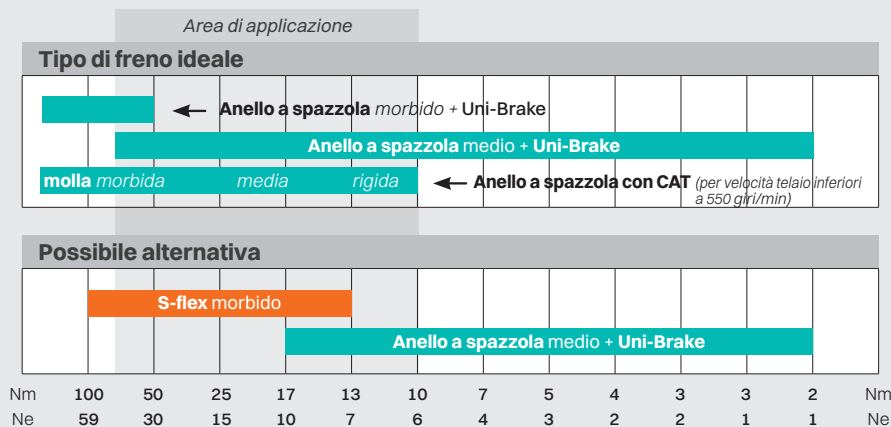 Area di applicazione
Tipo di freno ideale
Anello a spazzola morbido + Uni-Brake
Anello a spazzola medio + Uni-Brake
molla morbida media rigida
Anello a spazzola con CAT (per velocità telaio inferiori
a 550 giri/min)
Possibile alternativa
S-flex morbido
Anello a spazzola medio + Uni-Brake
Nm 100 50 25 17 13 10 7 5 4 3 3 2 Nm
Ne 59 30 15 10 7 6 4 3 2 2 1 1 Ne